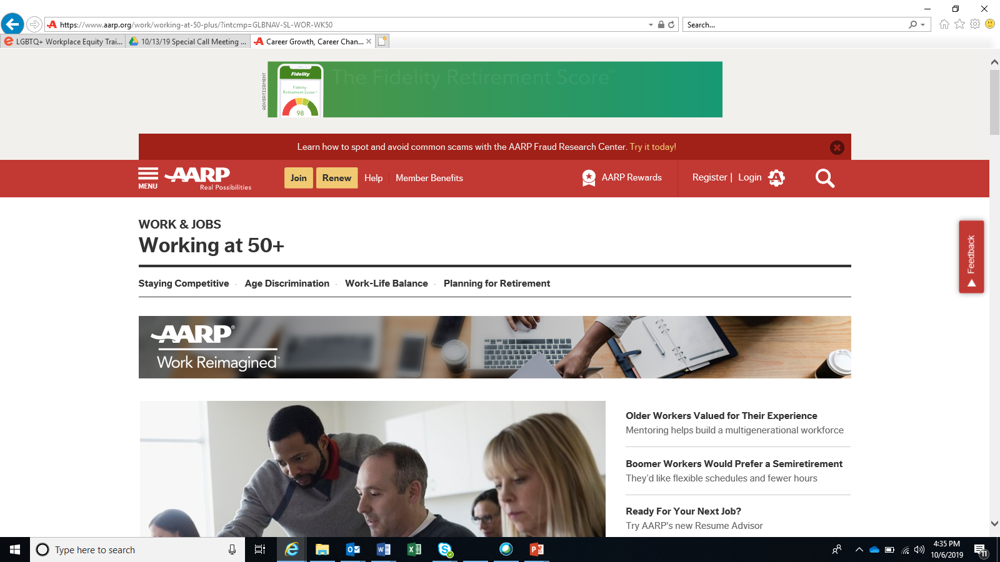 https://www.aarp.org/work/working-at-50-plus/?intcmp=GLBNAV-SL-WOR-WK50
Search...
LGBTQ+ Workplace Equity Trai...
10/13/19 Special Call Meeting ...
Career Growth, Career Chan...
ADVERTISEMENT
Fidelity
Fidelity
Retirement Score℠
98
The Fidelity Retirement Score℠
Learn how to spot and avoid common scams with the AARP Fraud Research Center. Try it today!
MENU
AARP
Real Possibilities
Join
Renew
Help
Member Benefits
AARP Rewards
Register | Login
WORK & JOBS
Working at 50+
Feedback
Staying Competitive · Age Discrimination · Work-Life Balance · Planning for Retirement
AARP®
Work Reimagined™
Older Workers Valued for Their Experience
Mentoring helps build a multigenerational workforce
Boomer Workers Would Prefer a Semiretirement
They'd like flexible schedules and fewer hours
Ready For Your Next Job?
Try AARP's new Resume Advisor
Type here to search
4:35 PM
10/6/2019
11